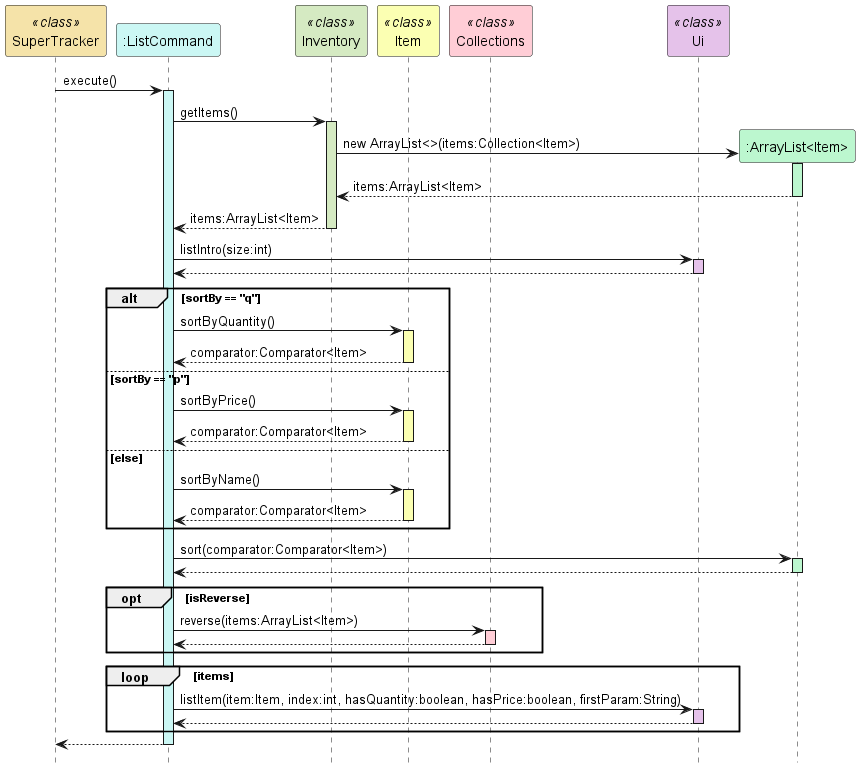 «class»
SuperTracker
:ListCommand
«class»
Inventory
«class»
Item
«class»
Collections
«class»
Ui
execute()
getItems()
new ArrayList<>(items:Collection<Item>)
:ArrayList<Item>
items:ArrayList<Item>
items:ArrayList<Item>
listIntro(size:int)
alt [sortBy == "q"]
sortByQuantity()
comparator:Comparator<Item>
[sortBy == "p"]
sortByPrice()
comparator:Comparator<Item>
[else]
sortByName()
comparator:Comparator<Item>
sort(comparator:Comparator<Item>)
opt [isReverse]
reverse(items:ArrayList<Item>)
loop [items]
listItem(item:Item, index:int, hasQuantity:boolean, hasPrice:boolean, firstParam:String)